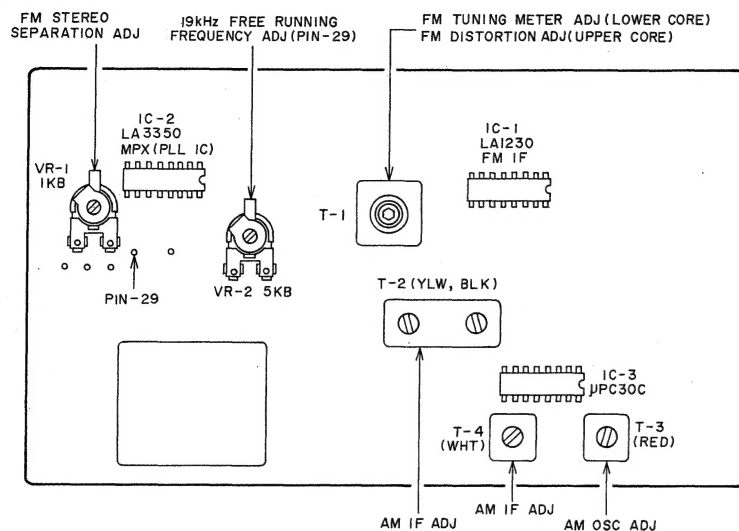 FM STEREO
SEPARATION ADJ
19kHz FREE RUNNING
FREQUENCY ADJ (PIN-29)
FM TUNING METER ADJ (LOWER CORE)
FM DISTORTION ADJ (UPPER CORE)
IC-2
LA3350
MPX (PLL IC)
IC-1
LA1230
FM IF
VR-1
1KB
T-1
PIN-29
VR-2 5KB
T-2 (YLW, BLK)
IC-3
μPC30C
T-4
(WHT)
T-3
(RED)
AM IF ADJ
AM IF ADJ
AM OSC ADJ